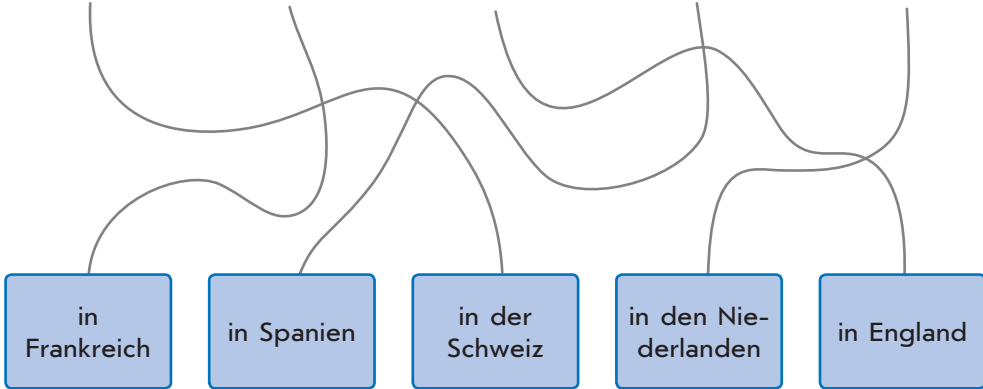 in
Frankreich
in Spanien
in der
Schweiz
in den Nie-
derlanden
in England